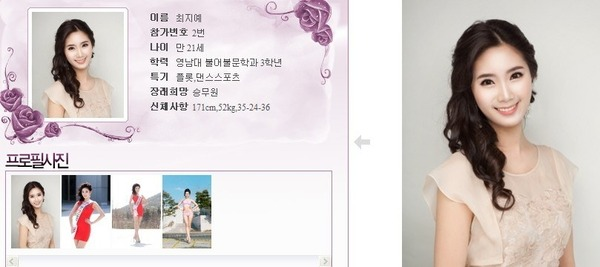 이름 최지예
참가번호 2번
나이 만 21세
학력 영남대 불어불문학과 3학년
특기 플룻,댄스스포츠
장래희망 승무원
신체사항 171cm,52kg,35-24-36
프로필사진